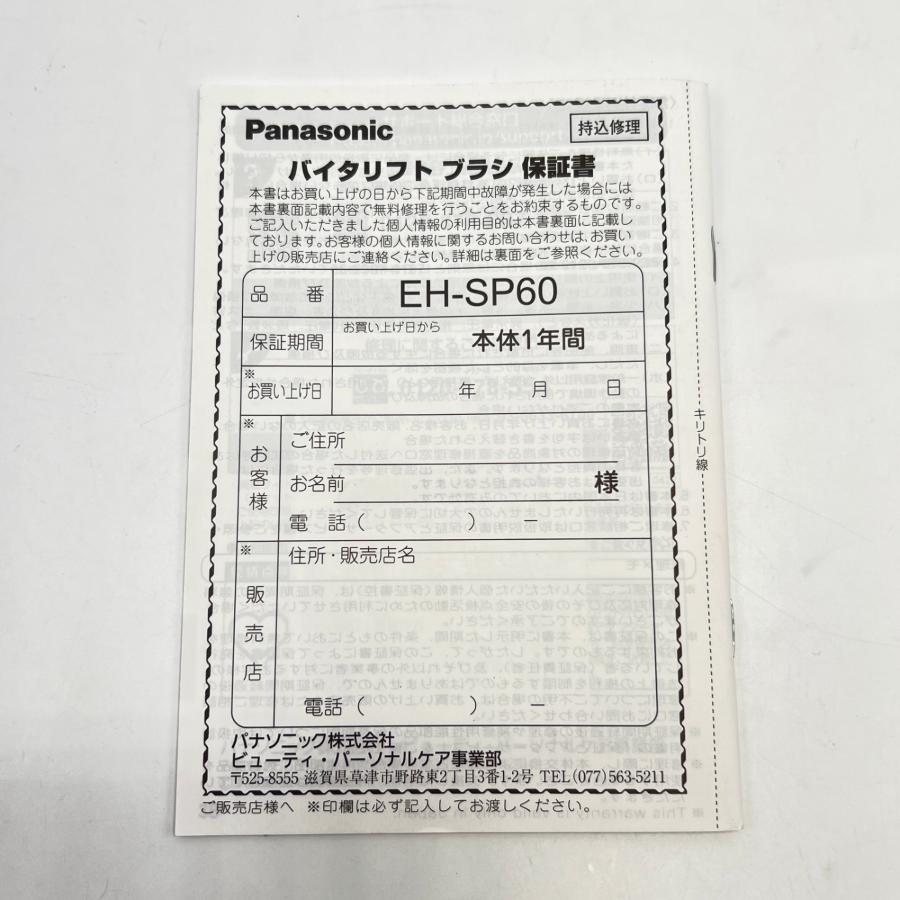 Panasonic
持込修理
バイタリフト ブラシ 保証書
本書はお買い上げの日から下記期間中故障が発生した場合には
本書裏面記載内容で無料修理を行うことをお約束するものです。
ご記入いただきました個人情報の利用目的は本書裏面に記載し
ております。お客様の個人情報に関するお問い合わせは、お買い
上げの販売店にご連絡ください。詳細は裏面をご参照ください。
品 番 EH-SP60
保証期間 お買い上げ日から 本体1年間
※お買い上げ日 年 月 日
※お客様
ご住所
お名前 様
電 話( ) ー
※販売店
住所・販売店名
電話( ) ー
パナソニック株式会社
ビューティ・パーソナルケア事業部
〒525-8555 滋賀県草津市野路東2丁目3番1-2号 TEL(077)563-5211
ご販売店様へ ※印欄は必ず記入してお渡しください。
キリトリ線